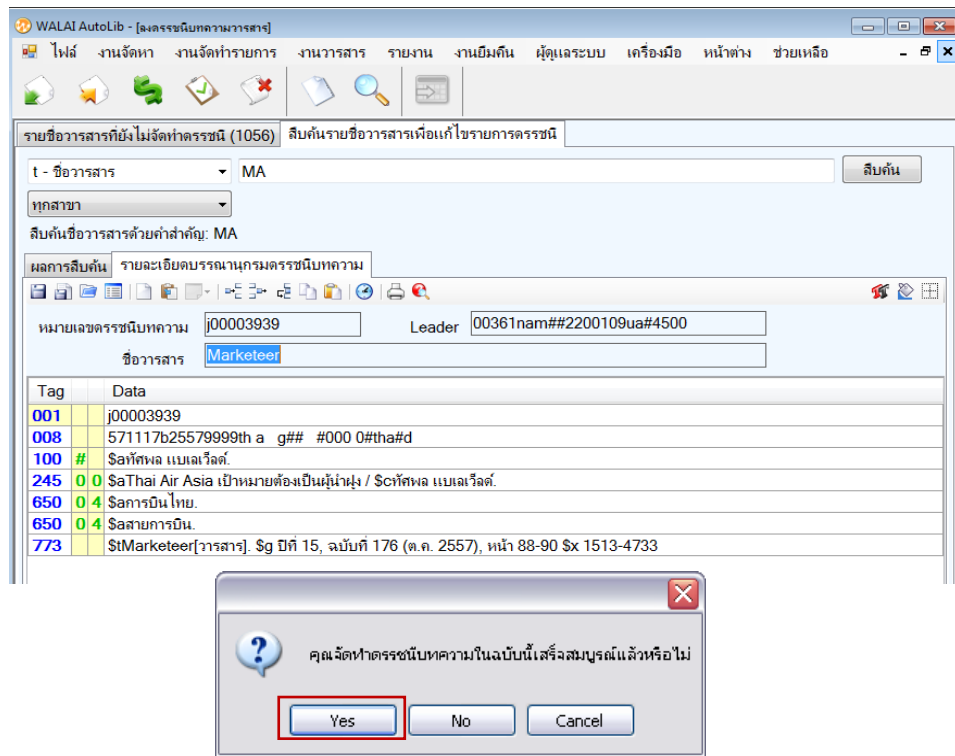 WALAI AutoLib - [ลงดรรชนีบทความวารสาร]
ไฟล์ งานจัดหา งานจัดทำรายการ งานวารสาร รายงาน งานยืมคืน ผู้ดูแลระบบ เครื่องมือ หน้าต่าง ช่วยเหลือ
รายชื่อวารสารที่ยังไม่จัดทำดรรชนี (1056) สืบค้นรายชื่อวารสารเพื่อแก้ไขรายการดรรชนี
t - ชื่อวารสาร MA สืบค้น
ทุกสาขา
สืบค้นชื่อวารสารด้วยคำสำคัญ: MA
ผลการสืบค้น รายละเอียดบรรณานุกรมดรรชนีบทความ
หมายเลขดรรชนีบทความ j00003939 Leader 00361nam##2200109ua#4500
ชื่อวารสาร Marketeer
Tag Data
001 j00003939
008 571117b25579999th a g## #000 0#tha#d
100 # $aทัศพล แบเลเว็ลด์.
245 0 0 $aThai Air Asia เป้าหมายต้องเป็นผู้นำฝูง / $cทัศพล แบเลเว็ลด์.
650 0 4 $aการบินไทย.
650 0 4 $aสายการบิน.
773 $tMarketeer[วารสาร]. $g ปีที่ 15, ฉบับที่ 176 (ต.ค. 2557), หน้า 88-90 $x 1513-4733
คุณจัดทำดรรชนีบทความในฉบับนี้เสร็จสมบูรณ์แล้วหรือไม่
Yes No Cancel